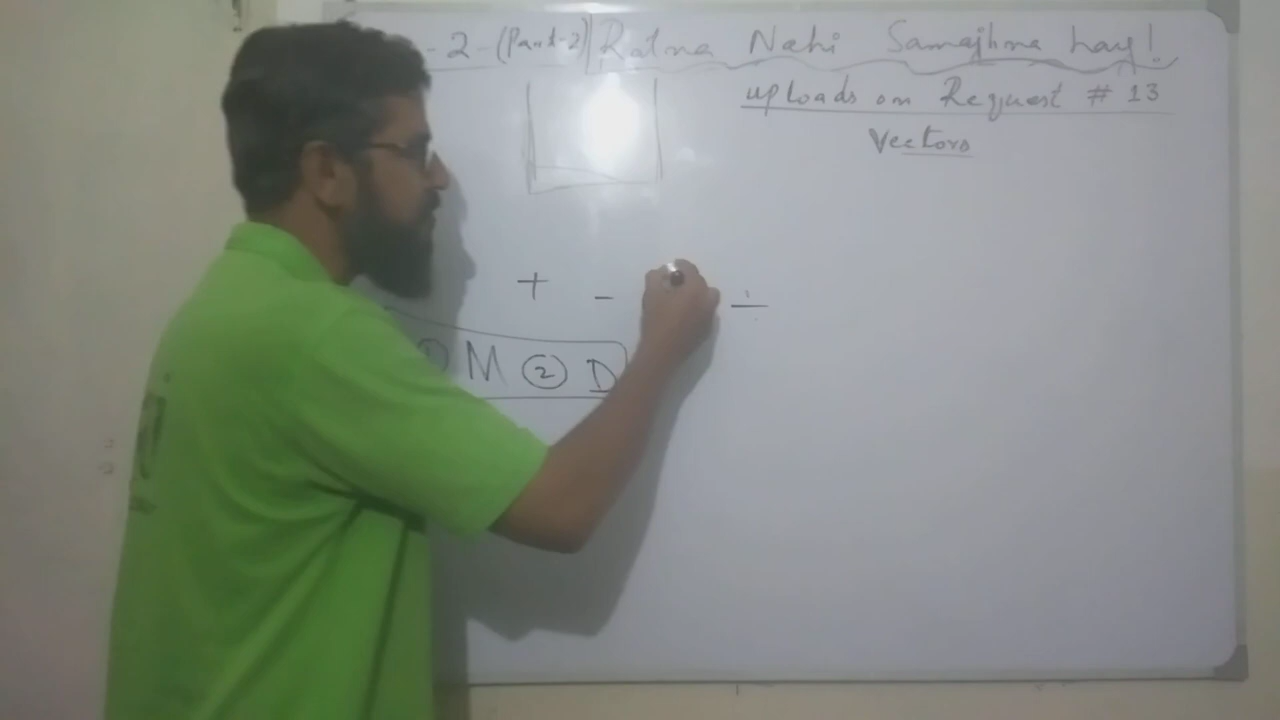 - 2 - (Part-2) Ratna Nahi Samajhna hay!
uploads on Request # 13
Vectors
+ - ÷
M ② D